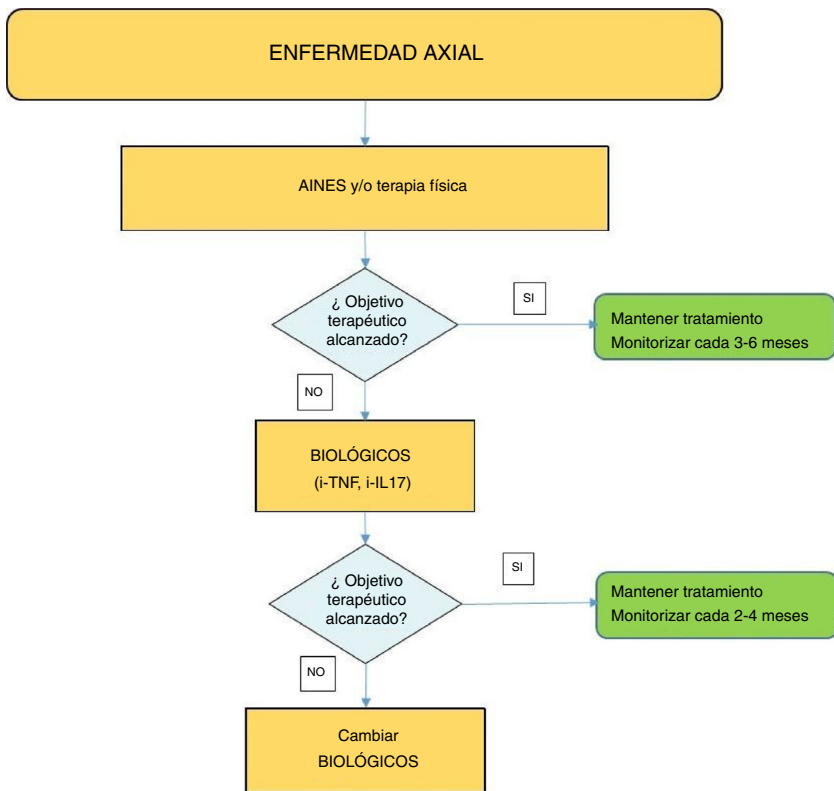 ENFERMEDAD AXIAL
AINES y/o terapia física
¿ Objetivo
terapéutico
alcanzado?
SI
Mantener tratamiento
Monitorizar cada 3-6 meses
NO
BIOLÓGICOS
(i-TNF, i-IL17)
¿ Objetivo
terapéutico
alcanzado?
SI
Mantener tratamiento
Monitorizar cada 2-4 meses
NO
Cambiar
BIOLÓGICOS